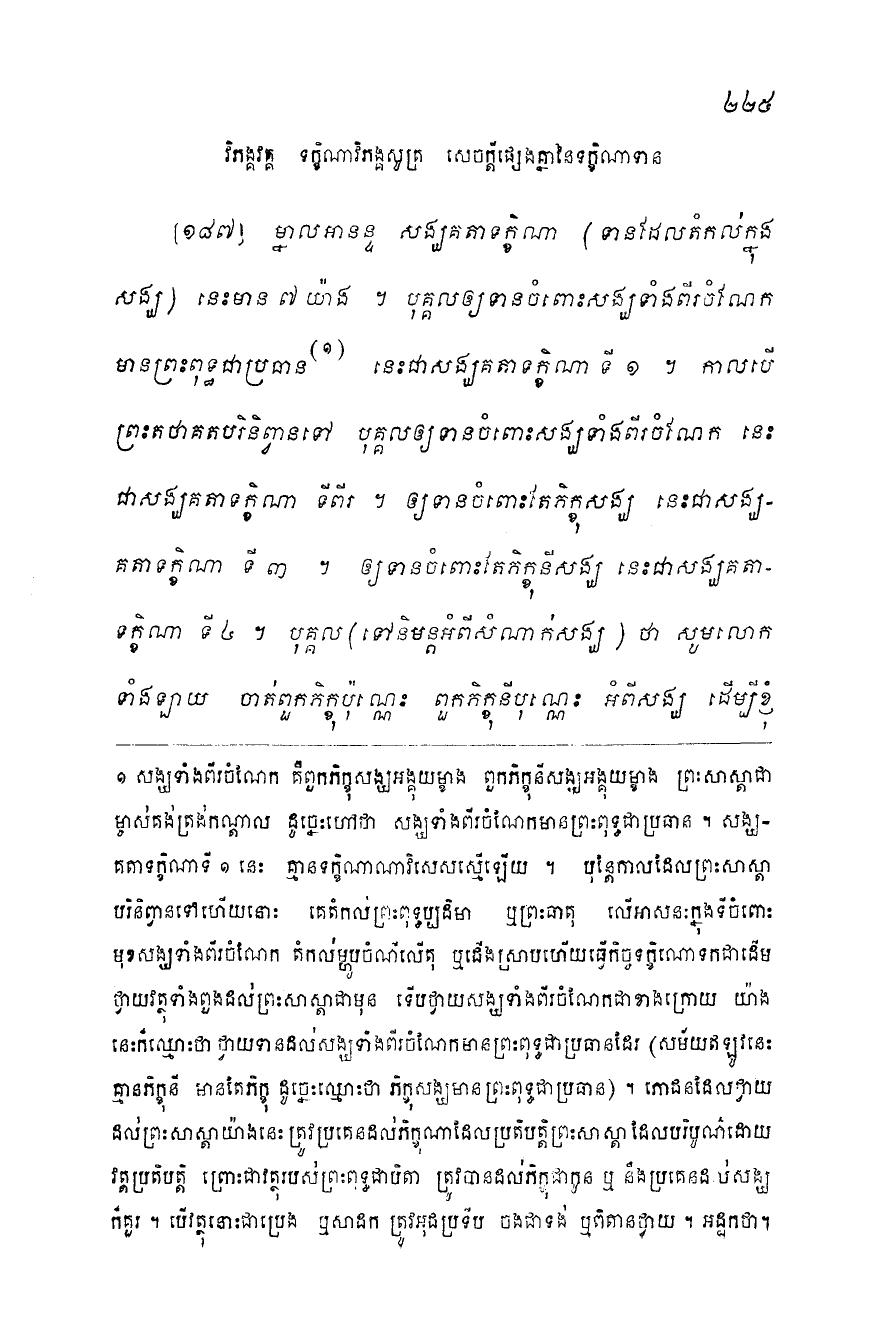 ២២៥
វិភង្គវគ្គ ទក្ខិណាវិភង្គសូត្រ សេចក្តីផ្សេងគ្នានៃទក្ខិណាទាន
[១៨៧] ម្នាលអានន្ទ សង្ឃគតាទក្ខិណា (ទានដែលតំកល់ក្នុង
សង្ឃ) នេះមាន ៧ យ៉ាង ។ បុគ្គលឲ្យទានចំពោះសង្ឃទាំងពីរចំណែក
មានព្រះពុទ្ធជាប្រធាន(១) នេះជាសង្ឃគតាទក្ខិណា ទី ១ ។ កាលបើ
ព្រះតថាគតបរិនិព្វានទៅ បុគ្គលឲ្យទានចំពោះសង្ឃទាំងពីរចំណែក នេះ
ជាសង្ឃគតាទក្ខិណា ទីពីរ ។ ឲ្យទានចំពោះតែភិក្ខុសង្ឃ នេះជាសង្ឃ-
គតាទក្ខិណា ទី ៣ ។ ឲ្យទានចំពោះតែភិក្ខុនីសង្ឃ នេះជាសង្ឃគតា-
ទក្ខិណា ទី ៤ ។ បុគ្គល (ទៅនិមន្តអំពីសំណាក់សង្ឃ) ថា សូមលោក
ទាំងឡាយ ចាត់ពួកភិក្ខុប៉ុណ្ណេះ ពួកភិក្ខុនីប៉ុណ្ណេះ អំពីសង្ឃ ដើម្បីខ្ញុំ
១ សង្ឃទាំងពីរចំណែក គឺពួកភិក្ខុសង្ឃអង្គុយម្ខាង ពួកភិក្ខុនីសង្ឃអង្គុយម្ខាង ព្រះសាស្តាជា
ម្ចាស់គង់ត្រង់កណ្តាល ដូច្នេះហៅថា សង្ឃទាំងពីរចំណែកមានព្រះពុទ្ធជាប្រធាន ។ សង្ឃ-
គតាទក្ខិណាទី ១ នេះ គ្មានទក្ខិណាណាវិសេសស្មើឡើយ ។ ប៉ុន្តែកាលដែលព្រះសាស្តា
បរិនិព្វានទៅហើយនោះ គេតំកល់ព្រះពុទ្ធប្បដិមា ឬព្រះធាតុ លើអាសនៈក្នុងទីចំពោះ
មុខសង្ឃទាំងពីរចំណែក តំកល់ម្ហូបចំណីលើតុ ឬជើងស្រាបហើយធ្វើកិច្ចទក្ខិណោទកជាដើម
ថ្វាយវត្ថុទាំងពួងដល់ព្រះសាស្តាជាមុន ទើបថ្វាយសង្ឃទាំងពីរចំណែកជាខាងក្រោយ យ៉ាង
នេះក៏ឈ្មោះថា ថ្វាយទានដល់សង្ឃទាំងពីរចំណែកមានព្រះពុទ្ធជាប្រធានដែរ (សម័យឥឡូវនេះ
គ្មានភិក្ខុនី មានតែភិក្ខុ ដូច្នេះឈ្មោះថា ភិក្ខុសង្ឃមានព្រះពុទ្ធជាប្រធាន) ។ ភោជនដែលថ្វាយ
ដល់ព្រះសាស្តាយ៉ាងនេះ ត្រូវប្រគេនដល់ភិក្ខុណាដែលប្រតិបត្តិព្រះសាស្តា ដែលបរិបូណ៌ដោយ
វត្តប្រតិបត្តិ ព្រោះជាវត្ថុរបស់ព្រះពុទ្ធជាបិតា ត្រូវបានដល់ភិក្ខុជាកូន ឬ នឹងប្រគេនដល់សង្ឃ
ក៏គួរ ។ បើវត្ថុនោះជាប្រេង ឬសាដក ត្រូវអុជប្រទីប ចងជាទង់ ឬពិតានថ្វាយ ។ អដ្ឋកថា។